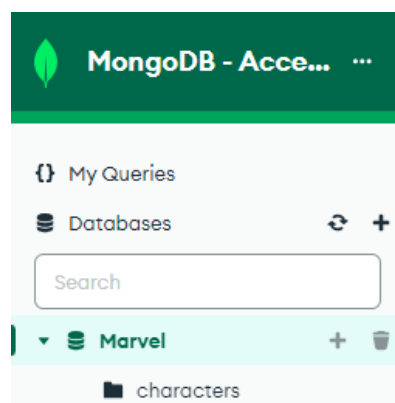 MongoDB - Acce... ...
{} My Queries
Databases
Search
Marvel
characters